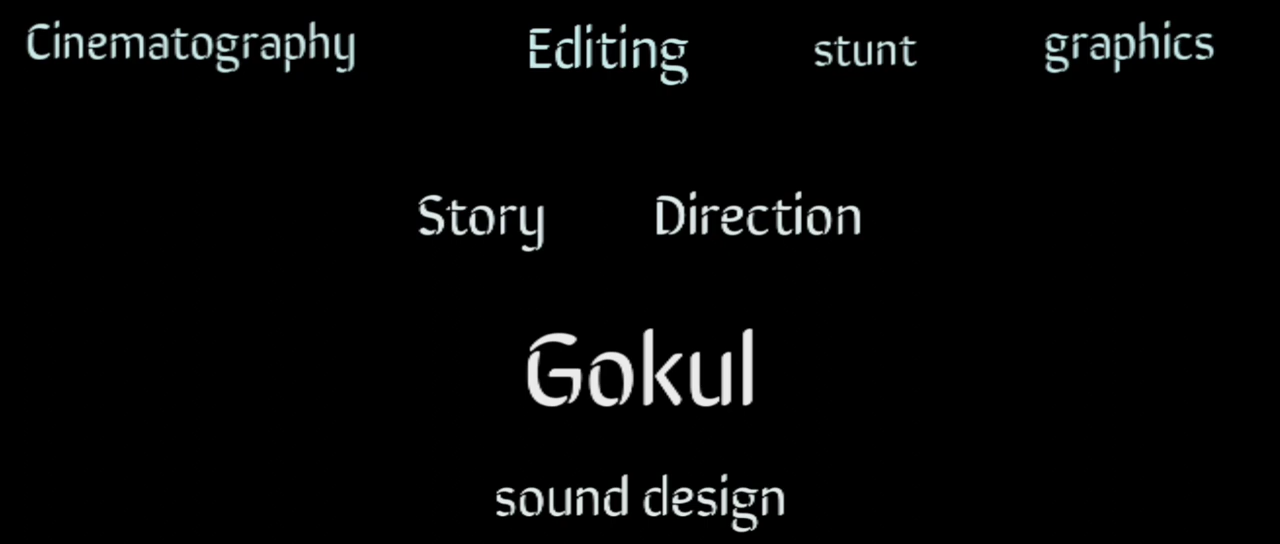 Cinematography Editing stunt graphics
Story Direction
Gokul
sound design